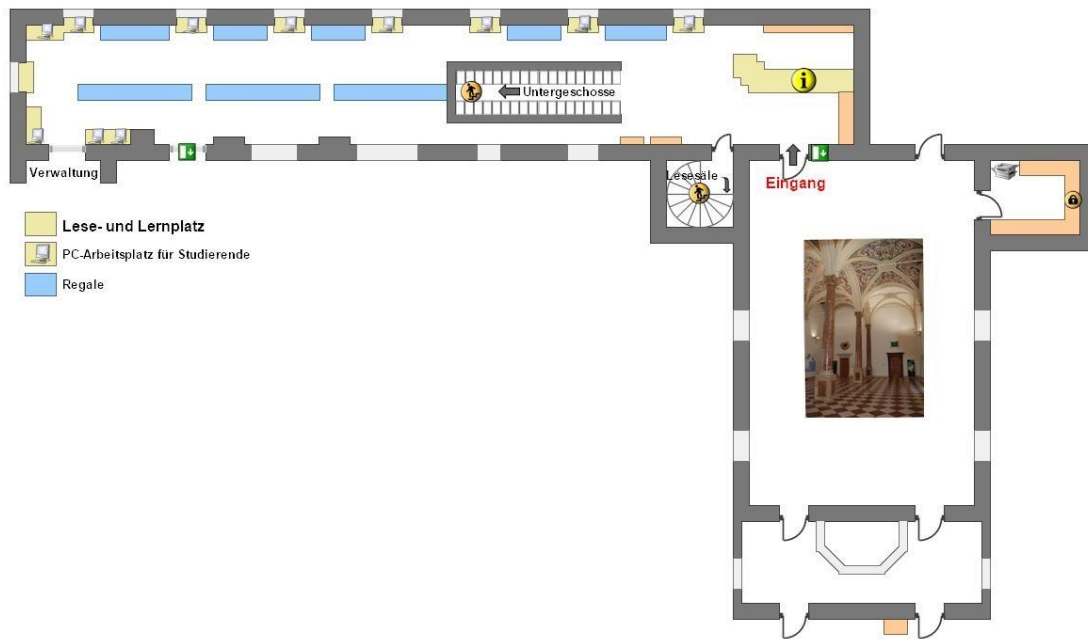 Untergeschosse
Verwaltung
Lesesäle
Eingang
Lese- und Lernplatz
PC-Arbeitsplatz für Studierende
Regale